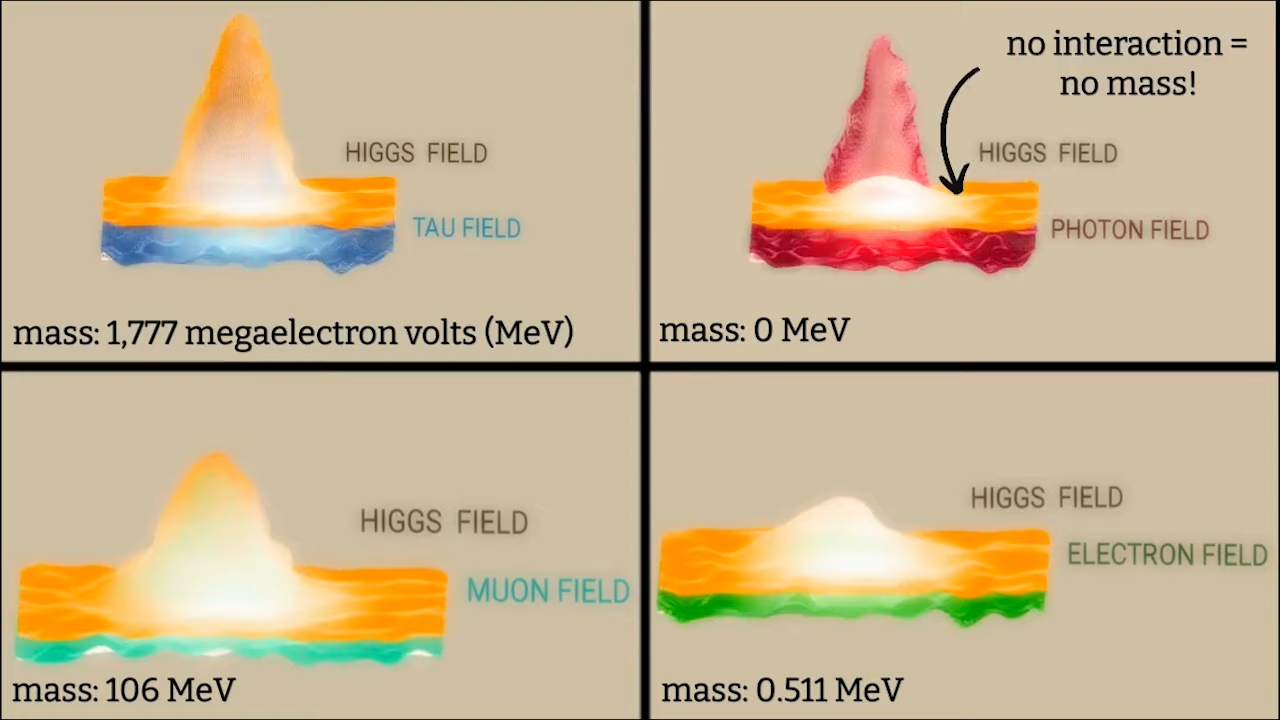 HIGGS FIELD
TAU FIELD
mass: 1,777 megaelectron volts (MeV)
no interaction =
no mass!
HIGGS FIELD
PHOTON FIELD
mass: 0 MeV
HIGGS FIELD
MUON FIELD
mass: 106 MeV
HIGGS FIELD
ELECTRON FIELD
mass: 0.511 MeV